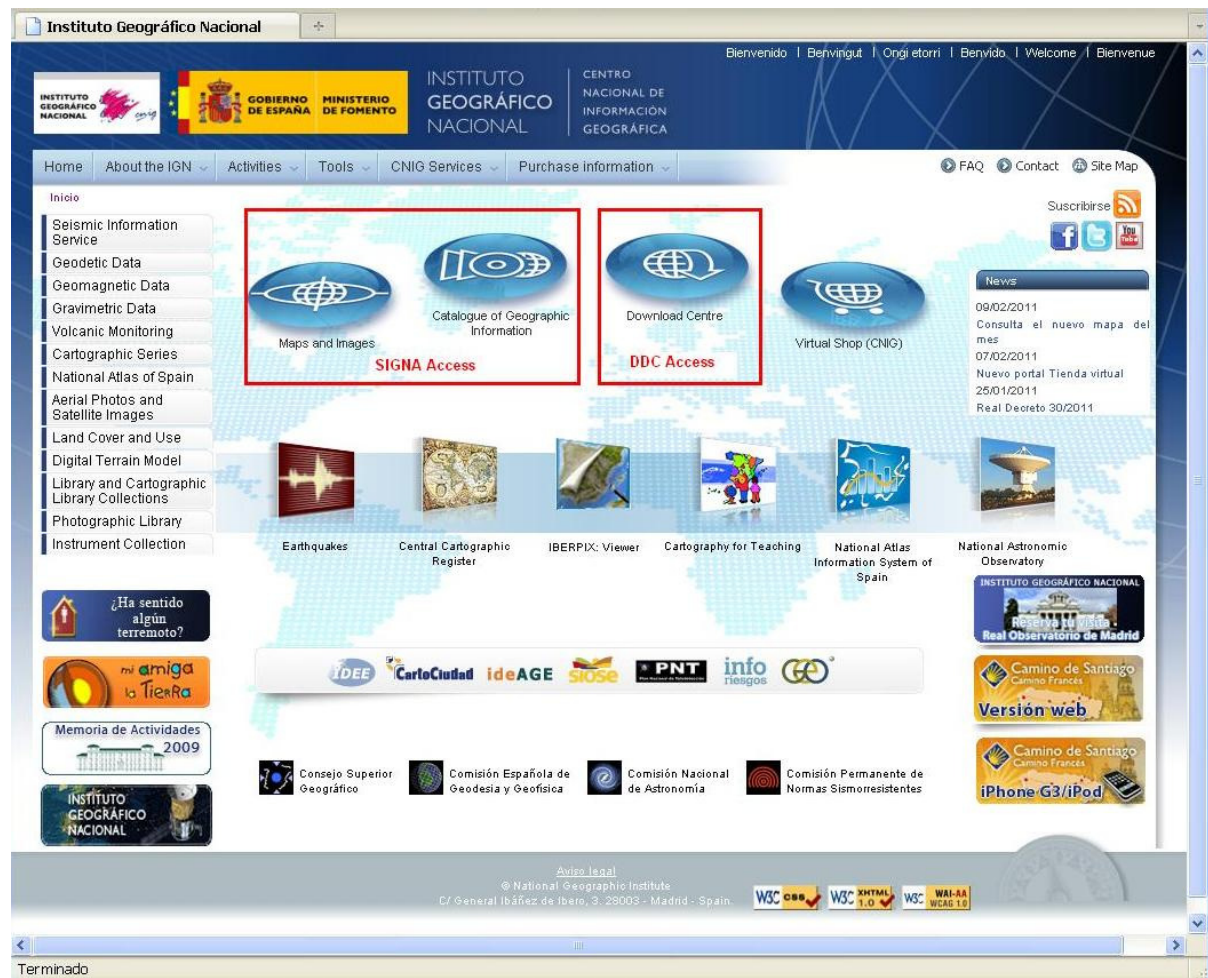 Instituto Geográfico Nacional
Bienvenido | Benvingut | Ongi etorri | Benvido | Welcome | Bienvenue
INSTITUTO
GEOGRÁFICO
NACIONAL
cnig
GOBIERNO
DE ESPAÑA
MINISTERIO
DE FOMENTO
INSTITUTO
GEOGRÁFICO
NACIONAL
CENTRO
NACIONAL DE
INFORMACIÓN
GEOGRÁFICA
Home About the IGN Activities Tools CNIG Services Purchase information
FAQ Contact Site Map
Inicio
Seismic Information
Service
Geodetic Data
Geomagnetic Data
Gravimetric Data
Volcanic Monitoring
Cartographic Series
National Atlas of Spain
Aerial Photos and
Satellite Images
Land Cover and Use
Digital Terrain Model
Library and Cartographic
Library Collections
Photographic Library
Instrument Collection
Maps and Images
Catalogue of Geographic
Information
SIGNA Access
Download Centre
DDC Access
Virtual Shop (CNIG)
Suscribirse
You
Tube
News
09/02/2011
Consulta el nuevo mapa del
mes
07/02/2011
Nuevo portal Tienda virtual
25/01/2011
Real Decreto 30/2011
Earthquakes
Central Cartographic
Register
IBERPIX: Viewer
Cartography for Teaching
National Atlas
Information System of
Spain
National Astronomic
Observatory
¿Ha sentido
algún
terremoto?
mi amiga
la TieRRa
Memoria de Actividades
2009
INSTITUTO
GEOGRÁFICO
NACIONAL
IDEE CartoCiudad ideAGE SIOSE PNT info
riesgos
INSTITUTO GEOGRÁFICO NACIONAL
Reserva tu visita
Real Observatorio de Madrid
Camino de Santiago
Camino Francés
Versión web
Camino de Santiago
Camino Francés
iPhone G3/iPod
Consejo Superior
Geográfico
Comisión Española de
Geodesia y Geofísica
Comisión Nacional
de Astronomía
Comisión Permanente de
Normas Sismorresistentes
Aviso legal
© National Geographic Institute
C/ General Ibáñez de Ibero, 3. 28003 - Madrid - Spain.
W3C css W3C XHTML 1.0 W3C WAI-AA WCAG 1.0
Terminado